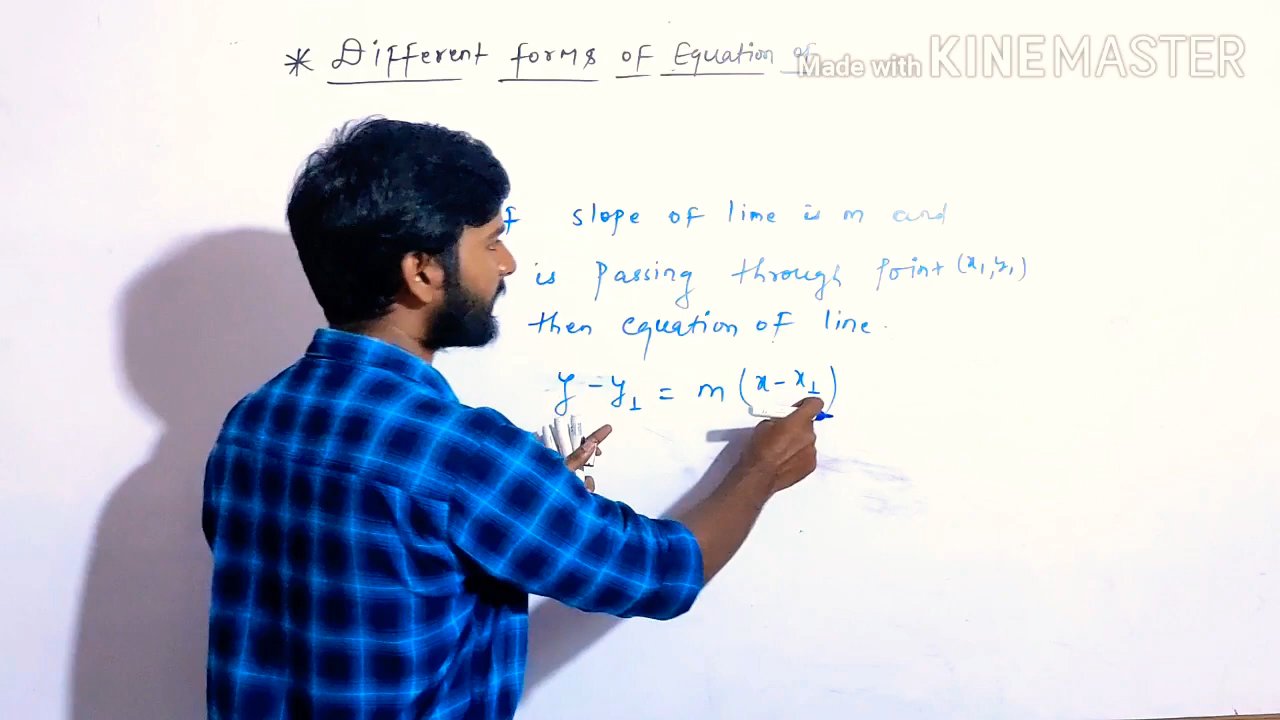 * Different forms of Equation of
Made with KINEMASTER
f slope of line is m and
is passing through point (x₁,y₁)
then equation of line.
y - y₁ = m (x - x₁)